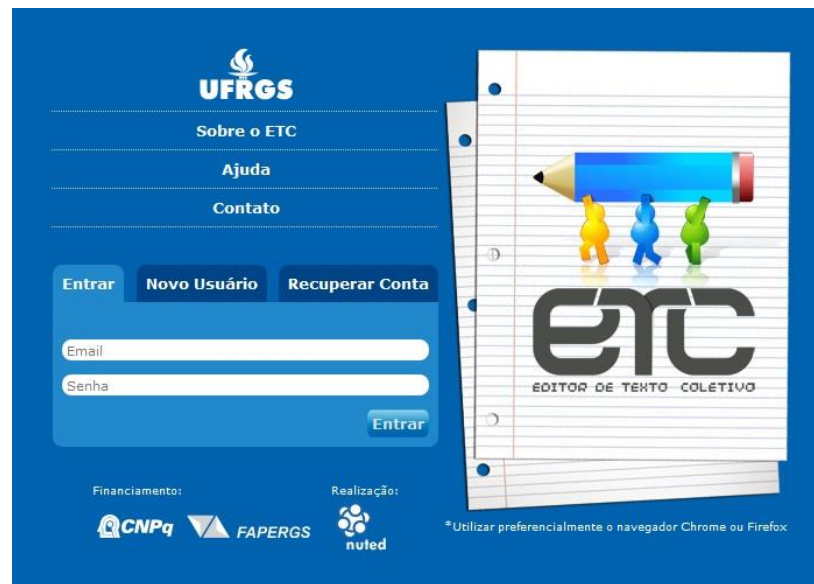 UFRGS
Sobre o ETC
Ajuda
Contato
Entrar Novo Usuário Recuperar Conta
Email
Senha
Entrar
Financiamento: Realização:
CNPq FAPERGS nuted
ETC
EDITOR DE TEXTO COLETIVO
*Utilizar preferencialmente o navegador Chrome ou Firefox